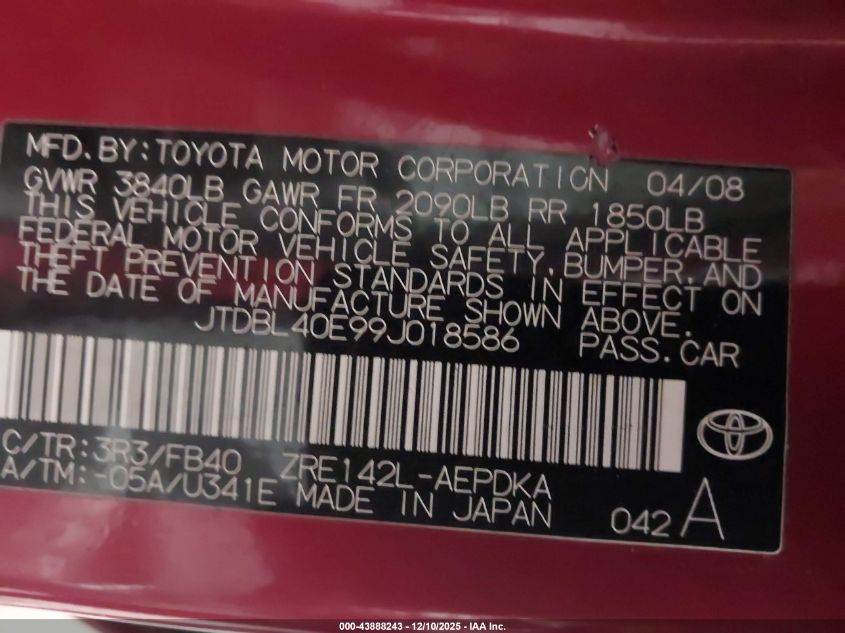 MFD. BY: TOYOTA MOTOR CORPORATION 04/08
GVWR 3840LB GAWR FR 2090LB RR 1850LB
THIS VEHICLE CONFORMS TO ALL APPLICABLE
FEDERAL MOTOR VEHICLE SAFETY, BUMPER, AND
THEFT PREVENTION STANDARDS IN EFFECT ON
THE DATE OF MANUFACTURE SHOWN ABOVE.
JTDBL40E99J018586 PASS. CAR
C/TR: 3R3/FB40 ZRE142L-AEPDKA
A/TM: -05A/U341E MADE IN JAPAN 042 A
000-43888243 - 12/10/2025 - IAA Inc.